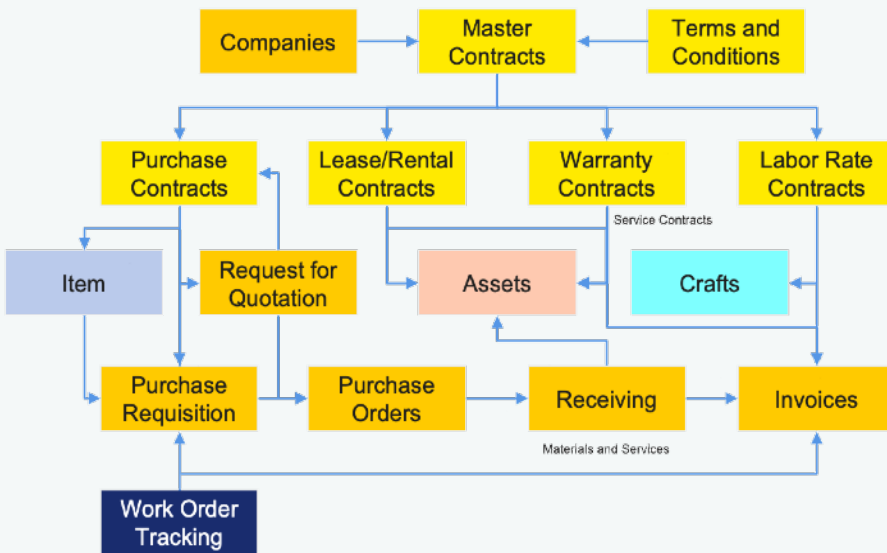 Companies
Master
Contracts
Terms and
Conditions
Purchase
Contracts
Lease/Rental
Contracts
Warranty
Contracts
Labor Rate
Contracts
Service Contracts
Item
Request for
Quotation
Assets
Crafts
Purchase
Requisition
Purchase
Orders
Receiving
Invoices
Materials and Services
Work Order
Tracking